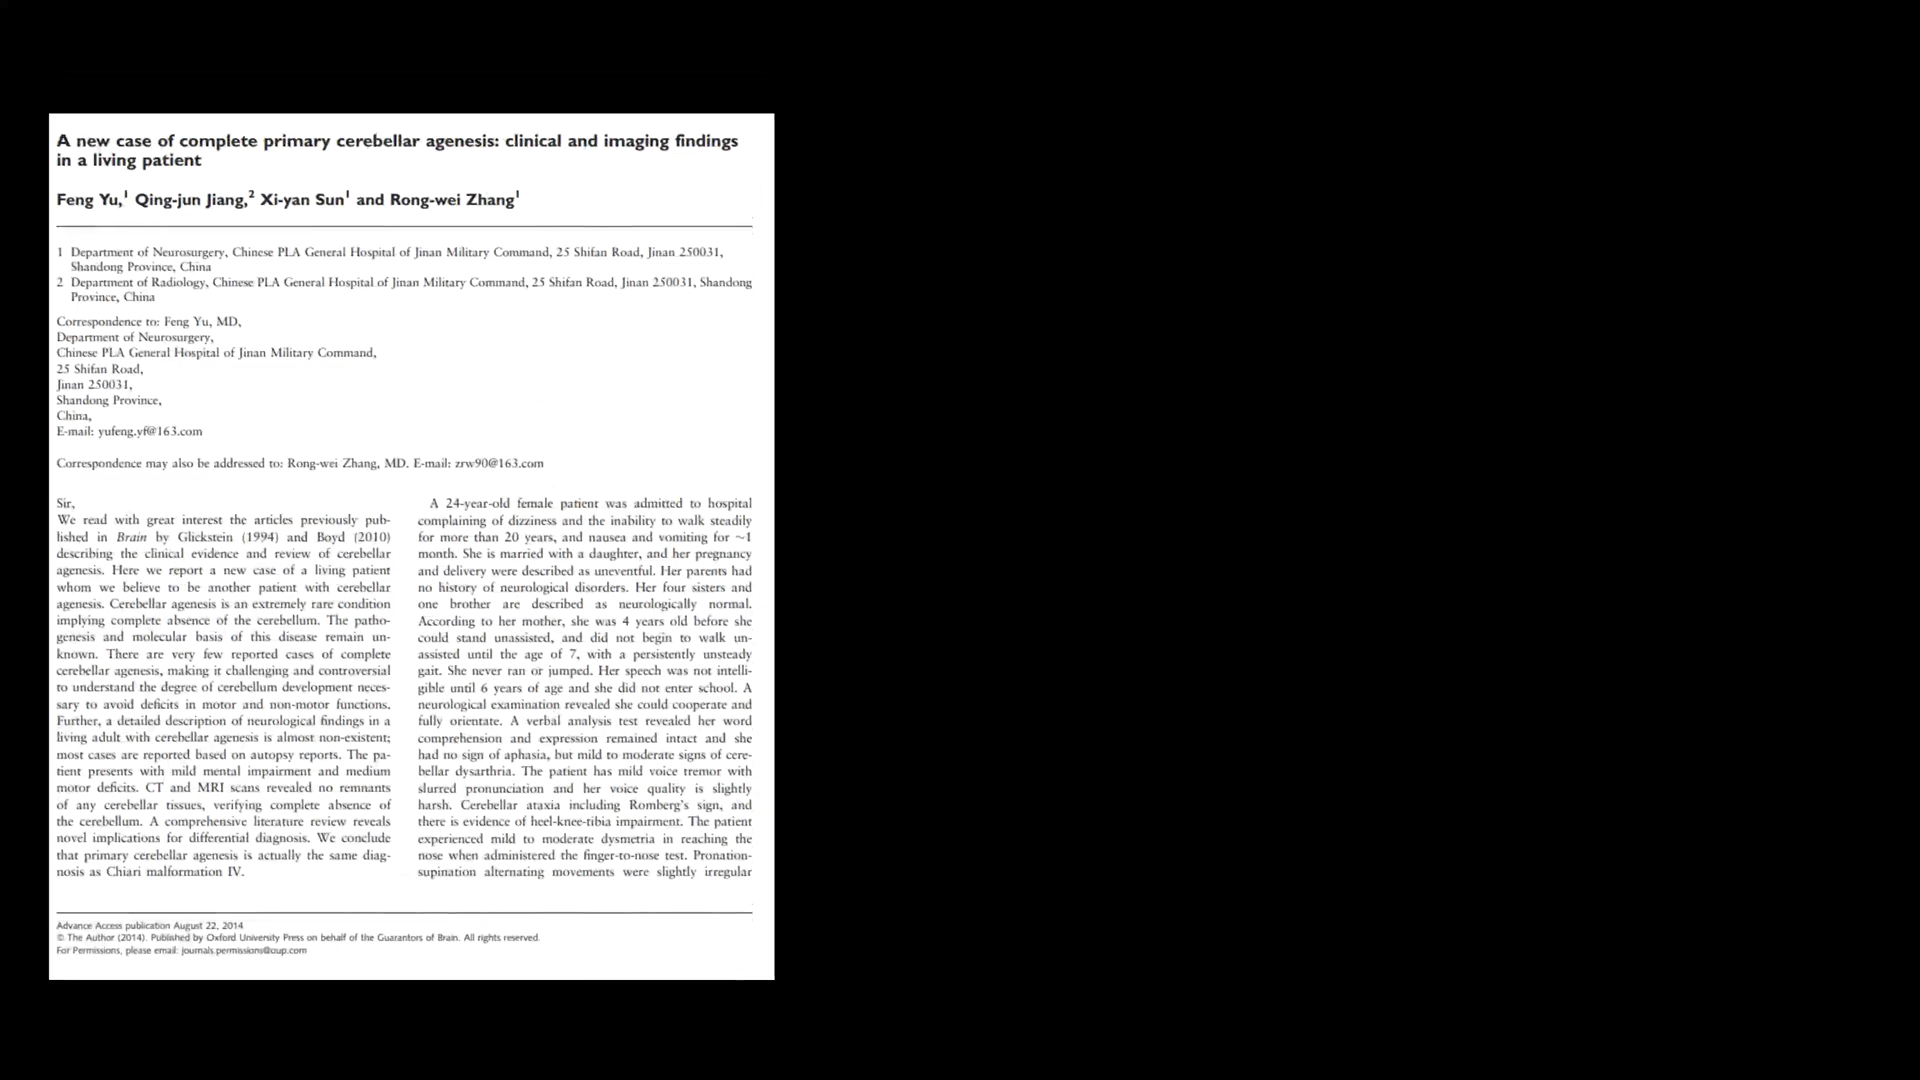 A new case of complete primary cerebellar agenesis: clinical and imaging findings
in a living patient
Feng Yu,1 Qing-jun Jiang,2 Xi-yan Sun1 and Rong-wei Zhang1
1 Department of Neurosurgery, Chinese PLA General Hospital of Jinan Military Command, 25 Shifan Road, Jinan 250031,
Shandong Province, China
2 Department of Radiology, Chinese PLA General Hospital of Jinan Military Command, 25 Shifan Road, Jinan 250031, Shandong
Province, China
Correspondence to: Feng Yu, MD,
Department of Neurosurgery,
Chinese PLA General Hospital of Jinan Military Command,
25 Shifan Road,
Jinan 250031,
Shandong Province,
China,
E-mail: yufeng.yf@163.com
Correspondence may also be addressed to: Rong-wei Zhang, MD. E-mail: zrw90@163.com
Sir,
We read with great interest the articles previously pub-
lished in Brain by Glickstein (1994) and Boyd (2010)
describing the clinical evidence and review of cerebellar
agenesis. Here we report a new case of a living patient
whom we believe to be another patient with cerebellar
agenesis. Cerebellar agenesis is an extremely rare condition
implying complete absence of the cerebellum. The patho-
genesis and molecular basis of this disease remain un-
known. There are very few reported cases of complete
cerebellar agenesis, making it challenging and controversial
to understand the degree of cerebellum development neces-
sary to avoid deficits in motor and non-motor functions.
Further, a detailed description of neurological findings in a
living adult with cerebellar agenesis is almost non-existent;
most cases are reported based on autopsy reports. The pa-
tient presents with mild mental impairment and medium
motor deficits. CT and MRI scans revealed no remnants
of any cerebellar tissues, verifying complete absence of
the cerebellum. A comprehensive literature review reveals
novel implications for differential diagnosis. We conclude
that primary cerebellar agenesis is actually the same diag-
nosis as Chiari malformation IV.
A 24-year-old female patient was admitted to hospital
complaining of dizziness and the inability to walk steadily
for more than 20 years, and nausea and vomiting for ~1
month. She is married with a daughter, and her pregnancy
and delivery were described as uneventful. Her parents had
no history of neurological disorders. Her four sisters and
one brother are described as neurologically normal.
According to her mother, she was 4 years old before she
could stand unassisted, and did not begin to walk un-
assisted until the age of 7, with a persistently unsteady
gait. She never ran or jumped. Her speech was not intelli-
gible until 6 years of age and she did not enter school. A
neurological examination revealed she could cooperate and
fully orientate. A verbal analysis test revealed her word
comprehension and expression remained intact and she
had no sign of aphasia, but mild to moderate signs of cere-
bellar dysarthria. The patient has mild voice tremor with
slurred pronunciation and her voice quality is slightly
harsh. Cerebellar ataxia including Romberg's sign, and
there is evidence of heel-knee-tibia impairment. The patient
experienced mild to moderate dysmetria in reaching the
nose when administered the finger-to-nose test. Pronation-
supination alternating movements were slightly irregular
Advance Access publication August 22, 2014
© The Author (2014). Published by Oxford University Press on behalf of the Guarantors of Brain. All rights reserved.
For Permissions, please email: journals.permissions@oup.com